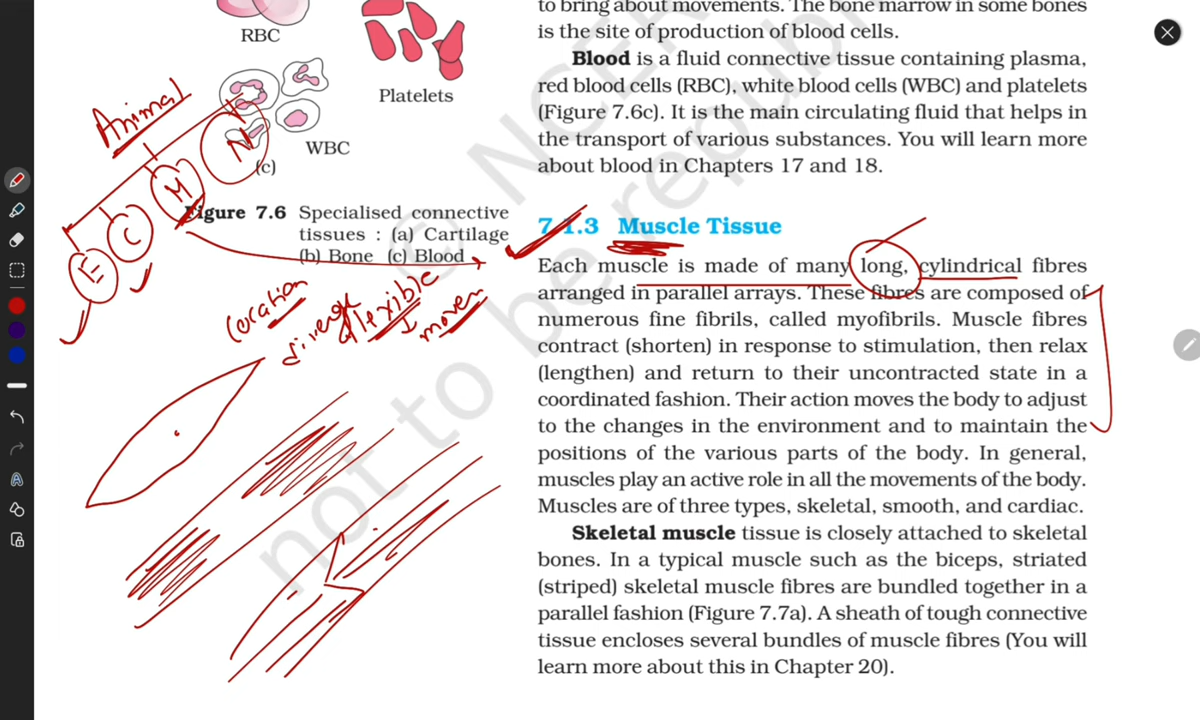 RBC
Platelets
WBC
(c)
Animal
E
C
M
N
Figure 7.6 Specialised connective
tissues : (a) Cartilage
(b) Bone (c) Blood
location
flexible
move
to bring about movements. The bone marrow in some bones
is the site of production of blood cells.
Blood is a fluid connective tissue containing plasma,
red blood cells (RBC), white blood cells (WBC) and platelets
(Figure 7.6c). It is the main circulating fluid that helps in
the transport of various substances. You will learn more
about blood in Chapters 17 and 18.
7.1.3 Muscle Tissue
Each muscle is made of many long, cylindrical fibres
arranged in parallel arrays. These fibres are composed of
numerous fine fibrils, called myofibrils. Muscle fibres
contract (shorten) in response to stimulation, then relax
(lengthen) and return to their uncontracted state in a
coordinated fashion. Their action moves the body to adjust
to the changes in the environment and to maintain the
positions of the various parts of the body. In general,
muscles play an active role in all the movements of the body.
Muscles are of three types, skeletal, smooth, and cardiac.
Skeletal muscle tissue is closely attached to skeletal
bones. In a typical muscle such as the biceps, striated
(striped) skeletal muscle fibres are bundled together in a
parallel fashion (Figure 7.7a). A sheath of tough connective
tissue encloses several bundles of muscle fibres (You will
learn more about this in Chapter 20).
© NCE
not to be republ